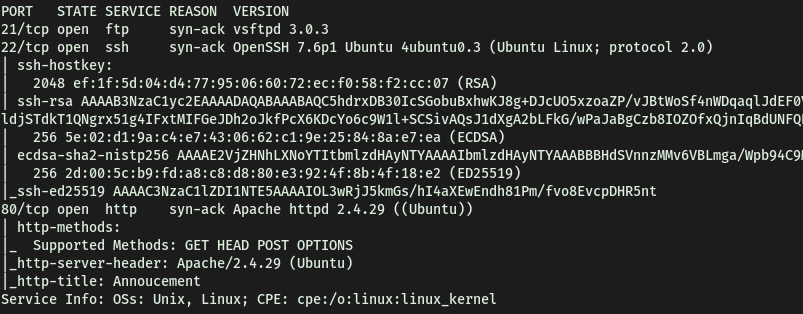 PORT   STATE SERVICE REASON  VERSION
21/tcp open  ftp     syn-ack vsftpd 3.0.3
22/tcp open  ssh     syn-ack OpenSSH 7.6p1 Ubuntu 4ubuntu0.3 (Ubuntu Linux; protocol 2.0)
| ssh-hostkey:
|   2048 ef:1f:5d:04:d4:77:95:06:60:72:ec:f0:58:f2:cc:07 (RSA)
| ssh-rsa AAAAB3NzaC1yc2EAAAADAQABAAABAQC5hdrxDB30IcSGobuBxhwKJ8g+DJcUO5xzoaZP/vJBtWoSf4nWDqaqlJdEF0V
ldjSTdkT1QNgrx51g4IFxtMIFGeJDh2oJkfPcX6KDcYo6c9W1l+SCSivAQsJ1dXgA2bLFkG/wPaJaBgCzb8IOZOfxQjnIqBdUNFQ
|   256 5e:02:d1:9a:c4:e7:43:06:62:c1:9e:25:84:8a:e7:ea (ECDSA)
| ecdsa-sha2-nistp256 AAAAE2VjZHNhLXNoYTItbmlzdHAyNTYAAAAIbmlzdHAyNTYAAABBBHdSVnnzMMv6VBLmga/Wpb94C9
|   256 2d:00:5c:b9:fd:a8:c8:d8:80:e3:92:4f:8b:4f:18:e2 (ED25519)
|_ssh-ed25519 AAAAC3NzaC1lZDI1NTE5AAAAIOL3wRjJ5kmGs/hI4aXEwEndh81Pm/fvo8EvcpDHR5nt
80/tcp open  http    syn-ack Apache httpd 2.4.29 ((Ubuntu))
| http-methods:
|_  Supported Methods: GET HEAD POST OPTIONS
|_http-server-header: Apache/2.4.29 (Ubuntu)
|_http-title: Annoucement
Service Info: OSs: Unix, Linux; CPE: cpe:/o:linux:linux_kernel